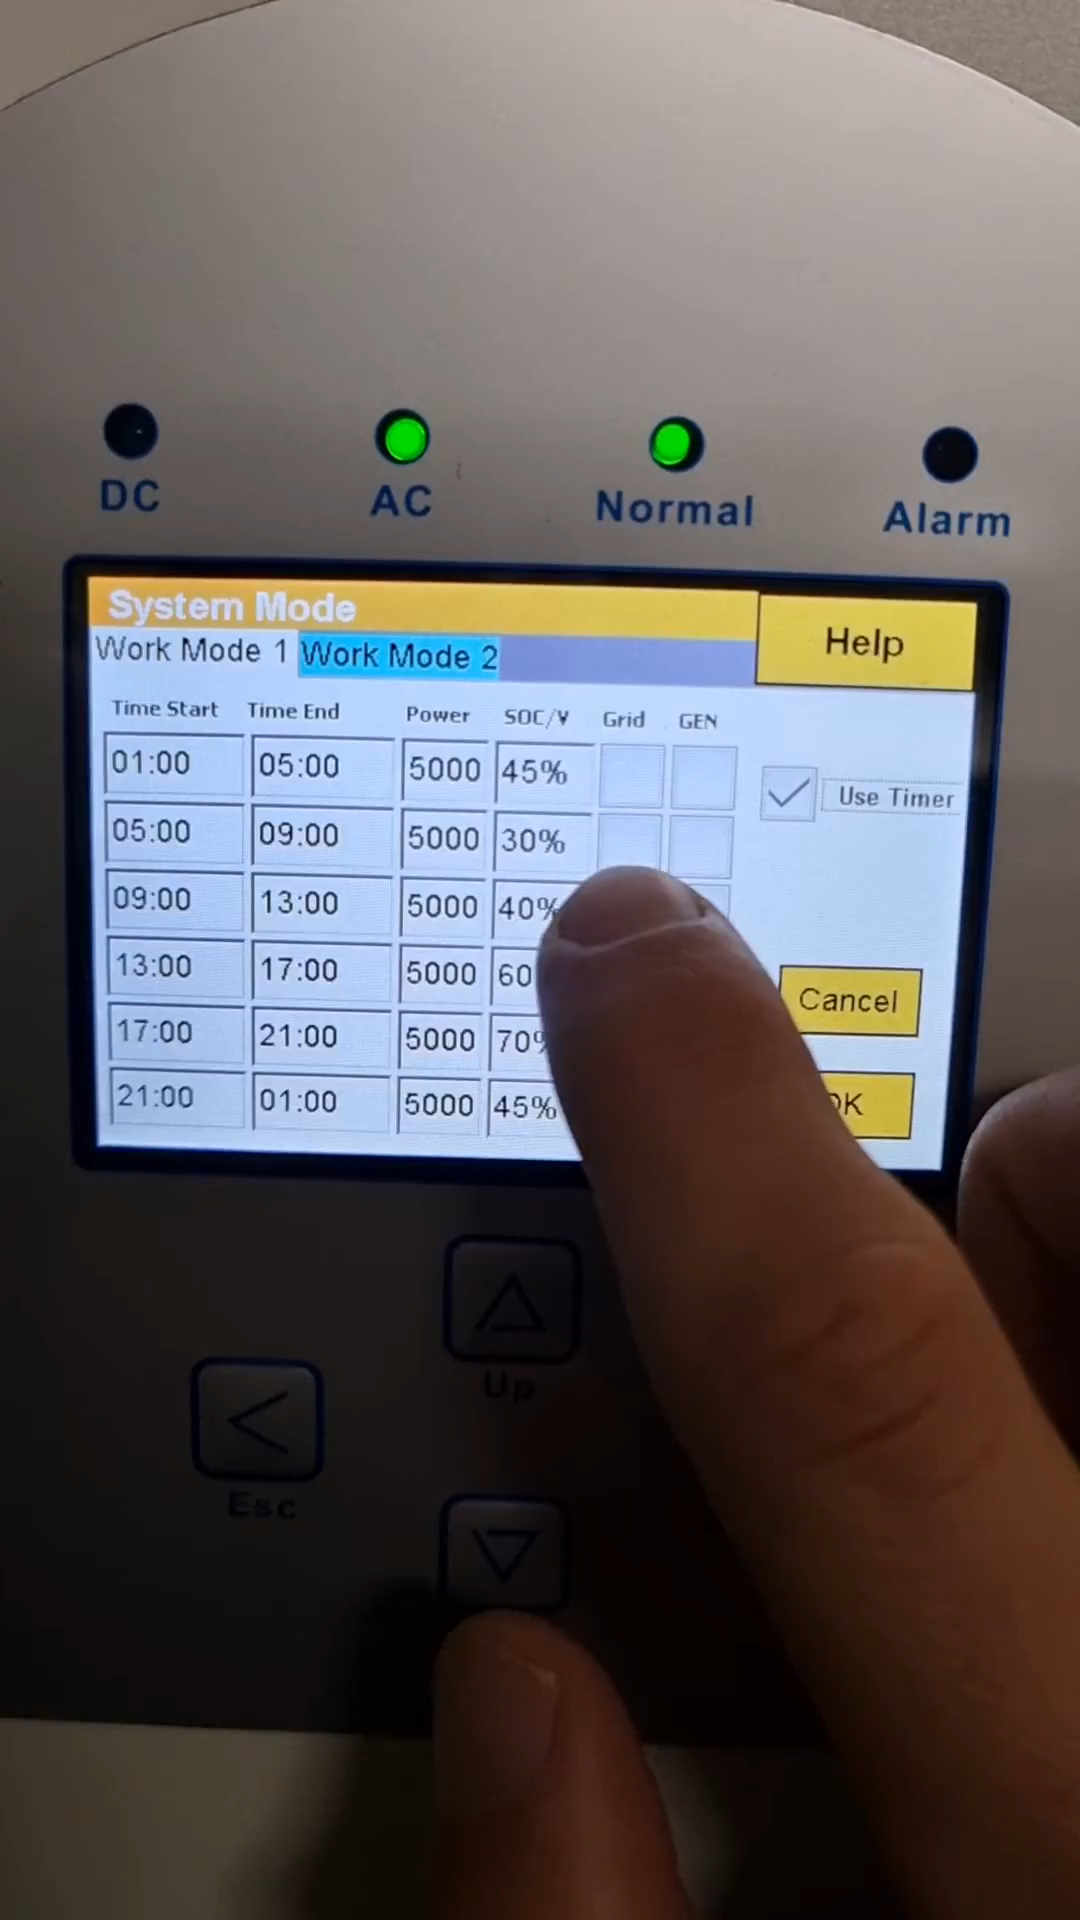 DC AC Normal Alarm
System Mode
Help
Work Mode 1 Work Mode 2
Time Start Time End Power SOC/V Grid GEN
01:00 05:00 5000 45%
Use Timer
05:00 09:00 5000 30%
09:00 13:00 5000 40%
13:00 17:00 5000 60
Cancel
17:00 21:00 5000 70%
21:00 01:00 5000 45%
OK
Up
Esc